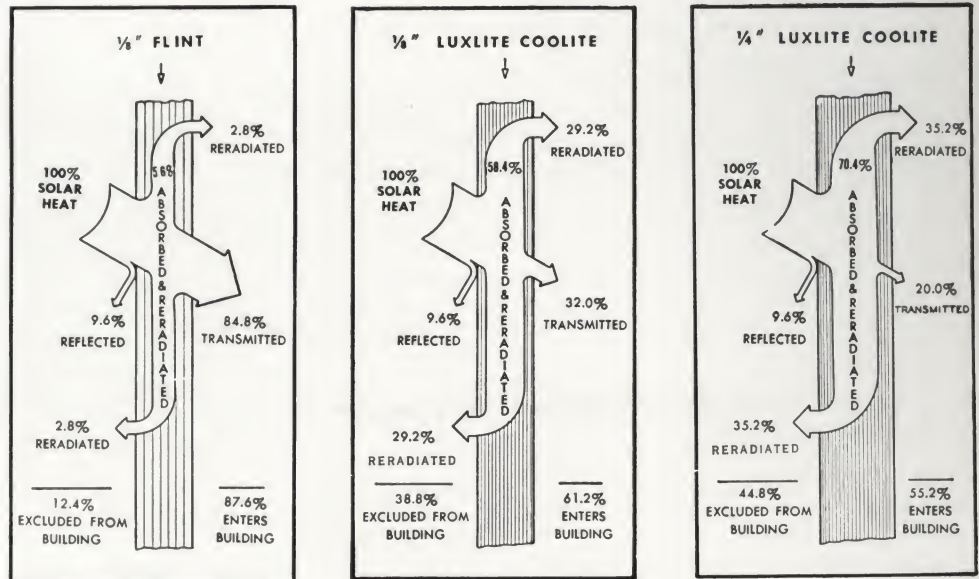 ⅛" FLINT
2.8%
RERADIATED
5.6%
100%
SOLAR
HEAT
ABSORBED & RERADIATED
9.6%
REFLECTED
84.8%
TRANSMITTED
2.8%
RERADIATED
12.4%
EXCLUDED FROM
BUILDING
87.6%
ENTERS
BUILDING
⅛" LUXLITE COOLITE
29.2%
RERADIATED
58.4%
100%
SOLAR
HEAT
ABSORBED & RERADIATED
9.6%
REFLECTED
32.0%
TRANSMITTED
29.2%
RERADIATED
38.8%
EXCLUDED FROM
BUILDING
61.2%
ENTERS
BUILDING
¼" LUXLITE COOLITE
35.2%
RERADIATED
70.4%
100%
SOLAR
HEAT
ABSORBED & RERADIATED
9.6%
REFLECTED
20.0%
TRANSMITTED
35.2%
RERADIATED
44.8%
EXCLUDED FROM
BUILDING
55.2%
ENTERS
BUILDING